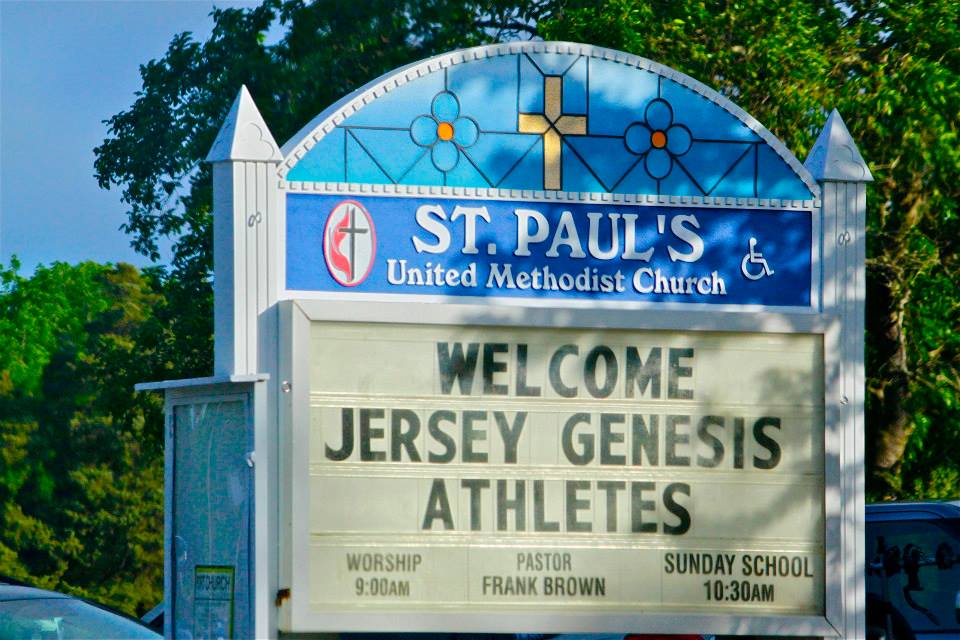 ST. PAUL'S
United Methodist Church
WELCOME
JERSEY GENESIS
ATHLETES
WORSHIP
9:00AM
PASTOR
FRANK BROWN
SUNDAY SCHOOL
10:30AM
CHURCH